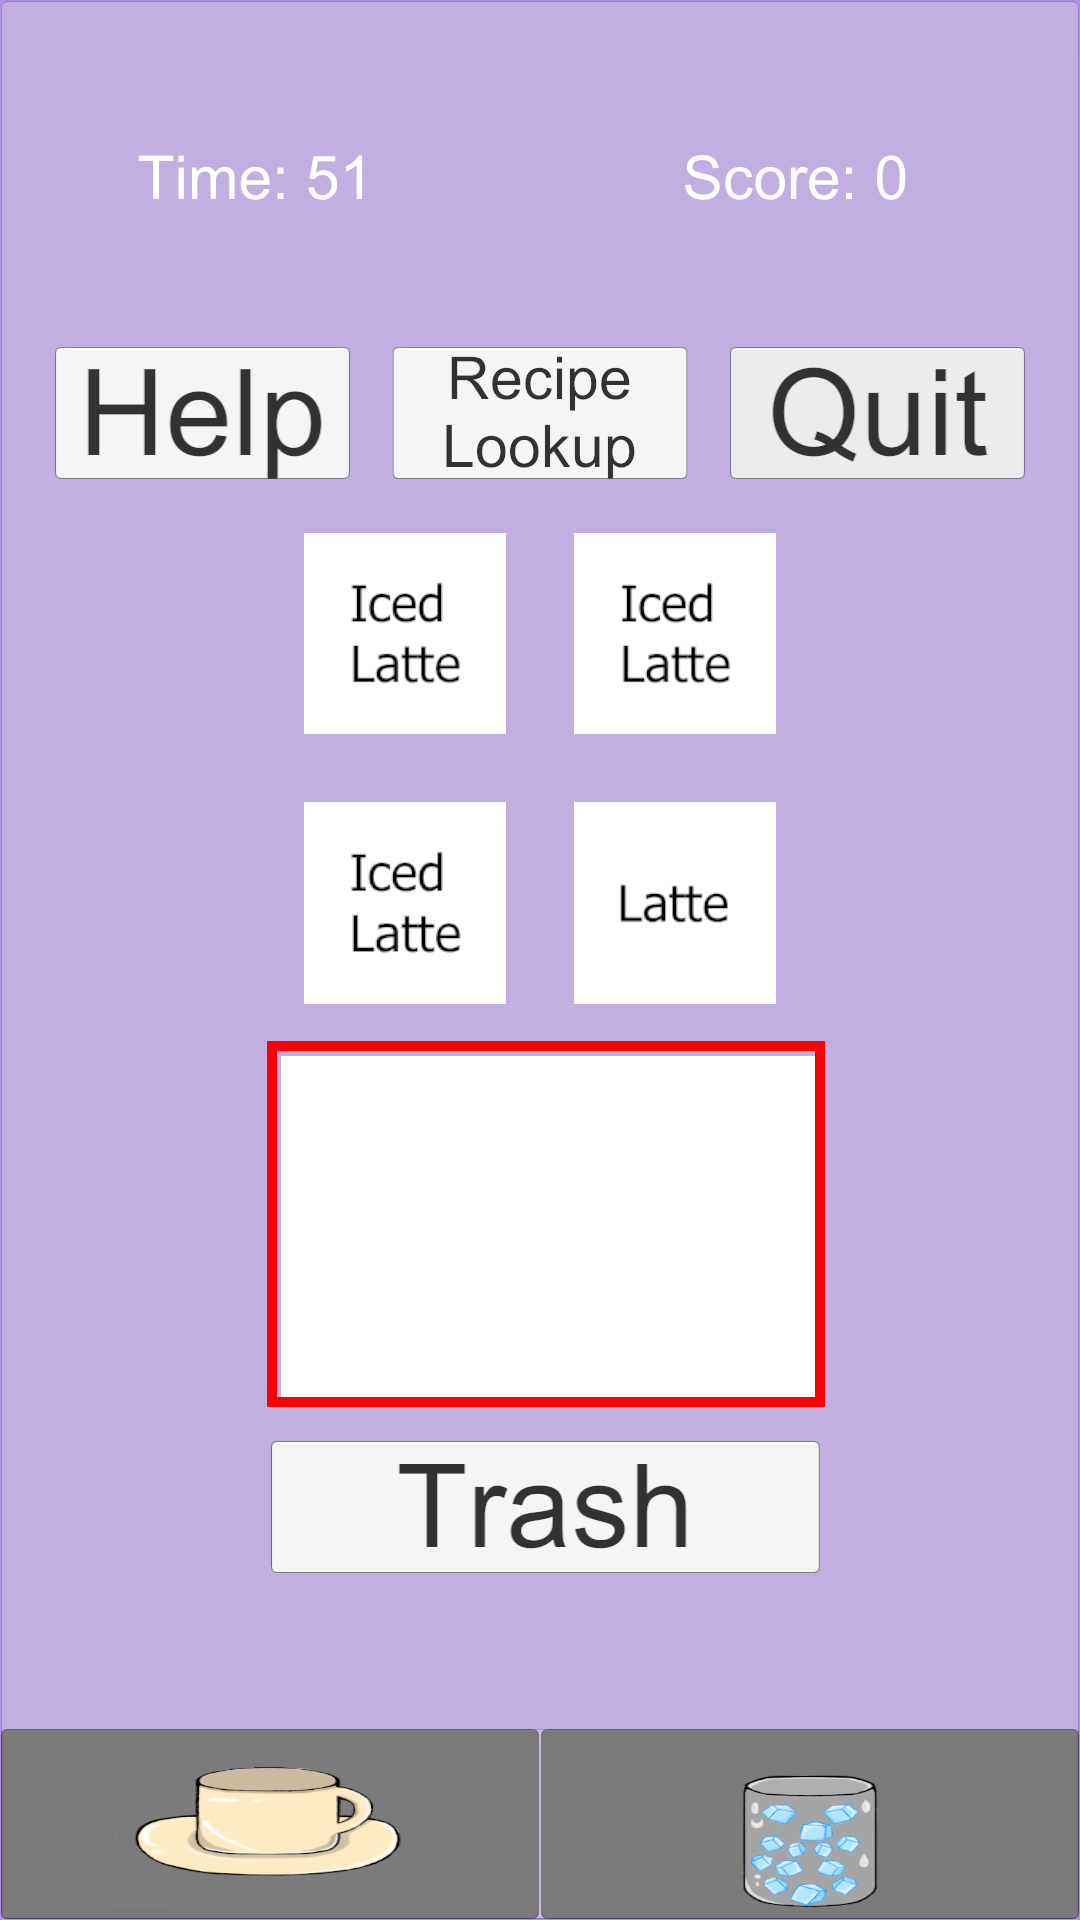 Time: 51
Score: 0
Help
Recipe
Lookup
Quit
Iced
Latte
Iced
Latte
Iced
Latte
Latte
Trash